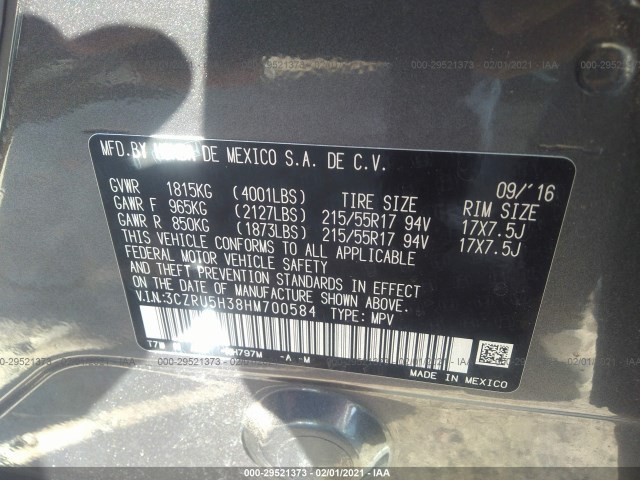 000-29521373 - 02/01/2021 - IAA
MFD.BY HONDA DE MEXICO S.A. DE C.V.
09/'16
GVWR 1815KG (4001LBS) TIRE SIZE RIM SIZE
GAWR F 965KG (2127LBS) 215/55R17 94V 17X7.5J
GAWR R 850KG (1873LBS) 215/55R17 94V 17X7.5J
THIS VEHICLE CONFORMS TO ALL APPLICABLE
FEDERAL MOTOR VEHICLE SAFETY
AND THEFT PREVENTION STANDARDS IN EFFECT
ON THE DATE OF MANUFACTURE SHOWN ABOVE.
V.I.N.:3CZRU5H38HM700584 TYPE: MPV
H797M -A -M
MADE IN MEXICO
000-29521373 - 02/01/2021 - IAA